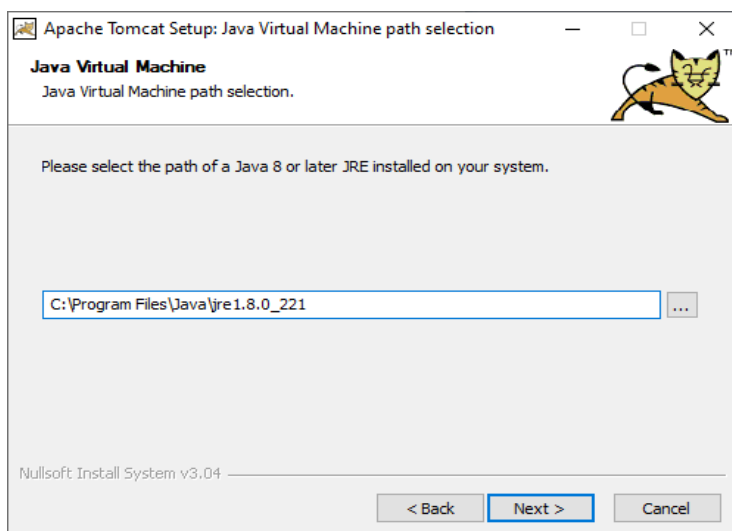 Apache Tomcat Setup: Java Virtual Machine path selection
TM
Java Virtual Machine
Java Virtual Machine path selection.
Please select the path of a Java 8 or later JRE installed on your system.
C:\Program Files\Java\jre1.8.0_221
...
Nullsoft Install System v3.04
< Back
Next >
Cancel